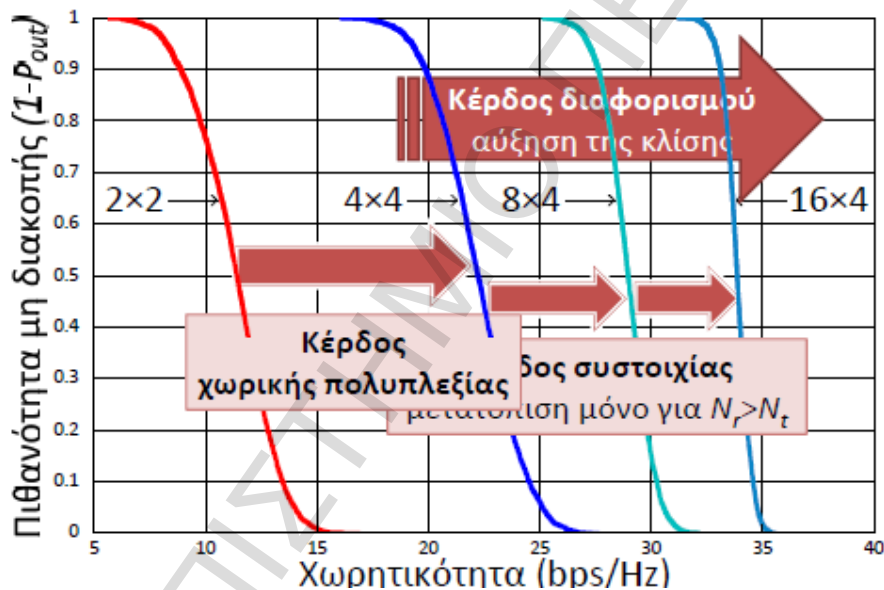 Πιθανότητα μη διακοπής (1-Pout)
1
0.9
0.8
0.7
0.6
0.5
0.4
0.3
0.2
0.1
0
Κέρδος διαφορισμού
αύξηση της κλίσης
2×2
4×4
8×4
16×4
Κέρδος
χωρικής πολυπλεξίας
δος συστοιχίας
μετατόπιση μόνο για Nr>Nt
5
10
15
20
25
30
35
40
Χωρητικότητα (bps/Hz)
ΠΙΣΤΗΜΙΟ ΠΕ